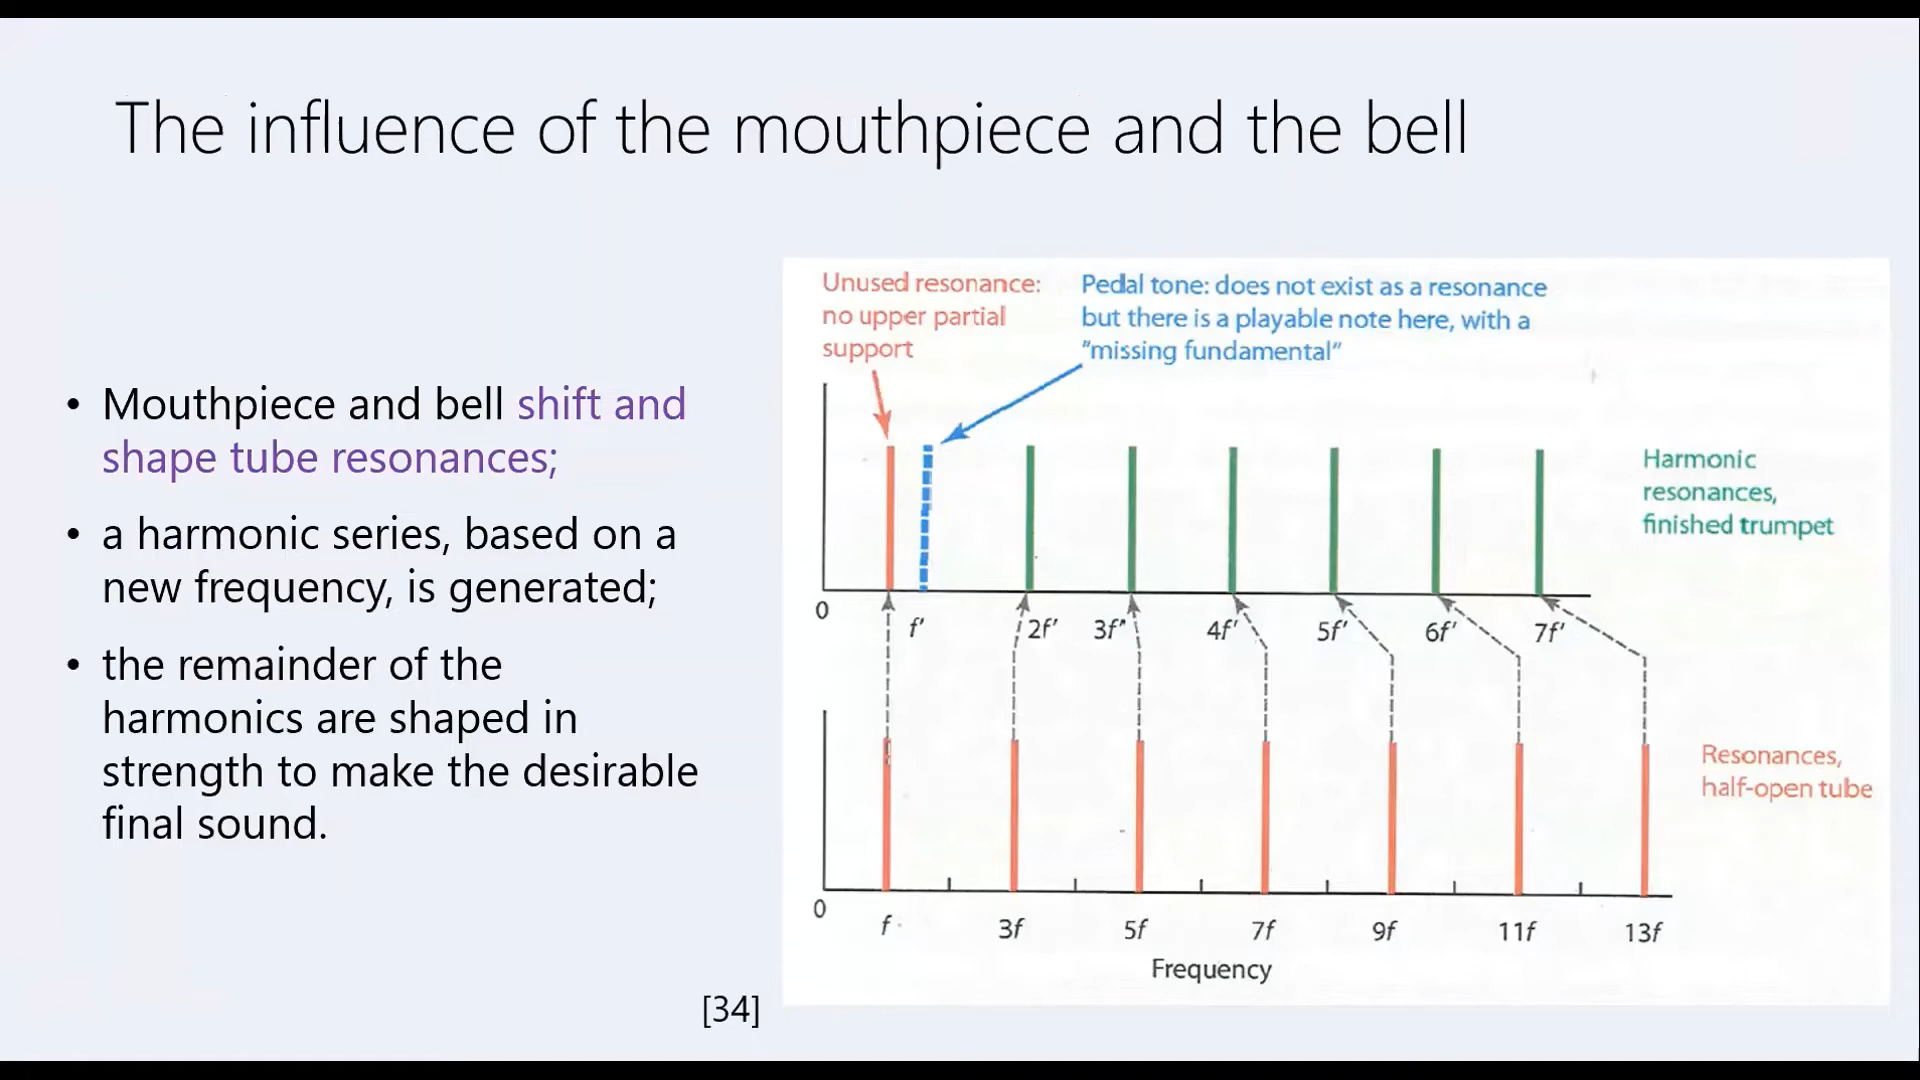 The influence of the mouthpiece and the bell
• Mouthpiece and bell shift and
shape tube resonances;
• a harmonic series, based on a
new frequency, is generated;
• the remainder of the
harmonics are shaped in
strength to make the desirable
final sound.
[34]
Unused resonance:
no upper partial
support
Pedal tone: does not exist as a resonance
but there is a playable note here, with a
"missing fundamental"
Harmonic
resonances,
finished trumpet
0 f' 2f' 3f' 4f' 5f' 6f' 7f'
Resonances,
half-open tube
0 f 3f 5f 7f 9f 11f 13f
Frequency